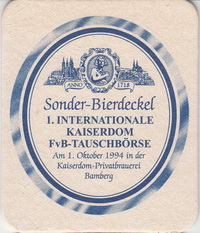 ANNO 1718
Sonder-Bierdeckel
1. INTERNATIONALE
KAISERDOM
FvB-TAUSCHBÖRSE
Am 1. Oktober 1994 in der
Kaiserdom-Privatbrauerei
Bamberg